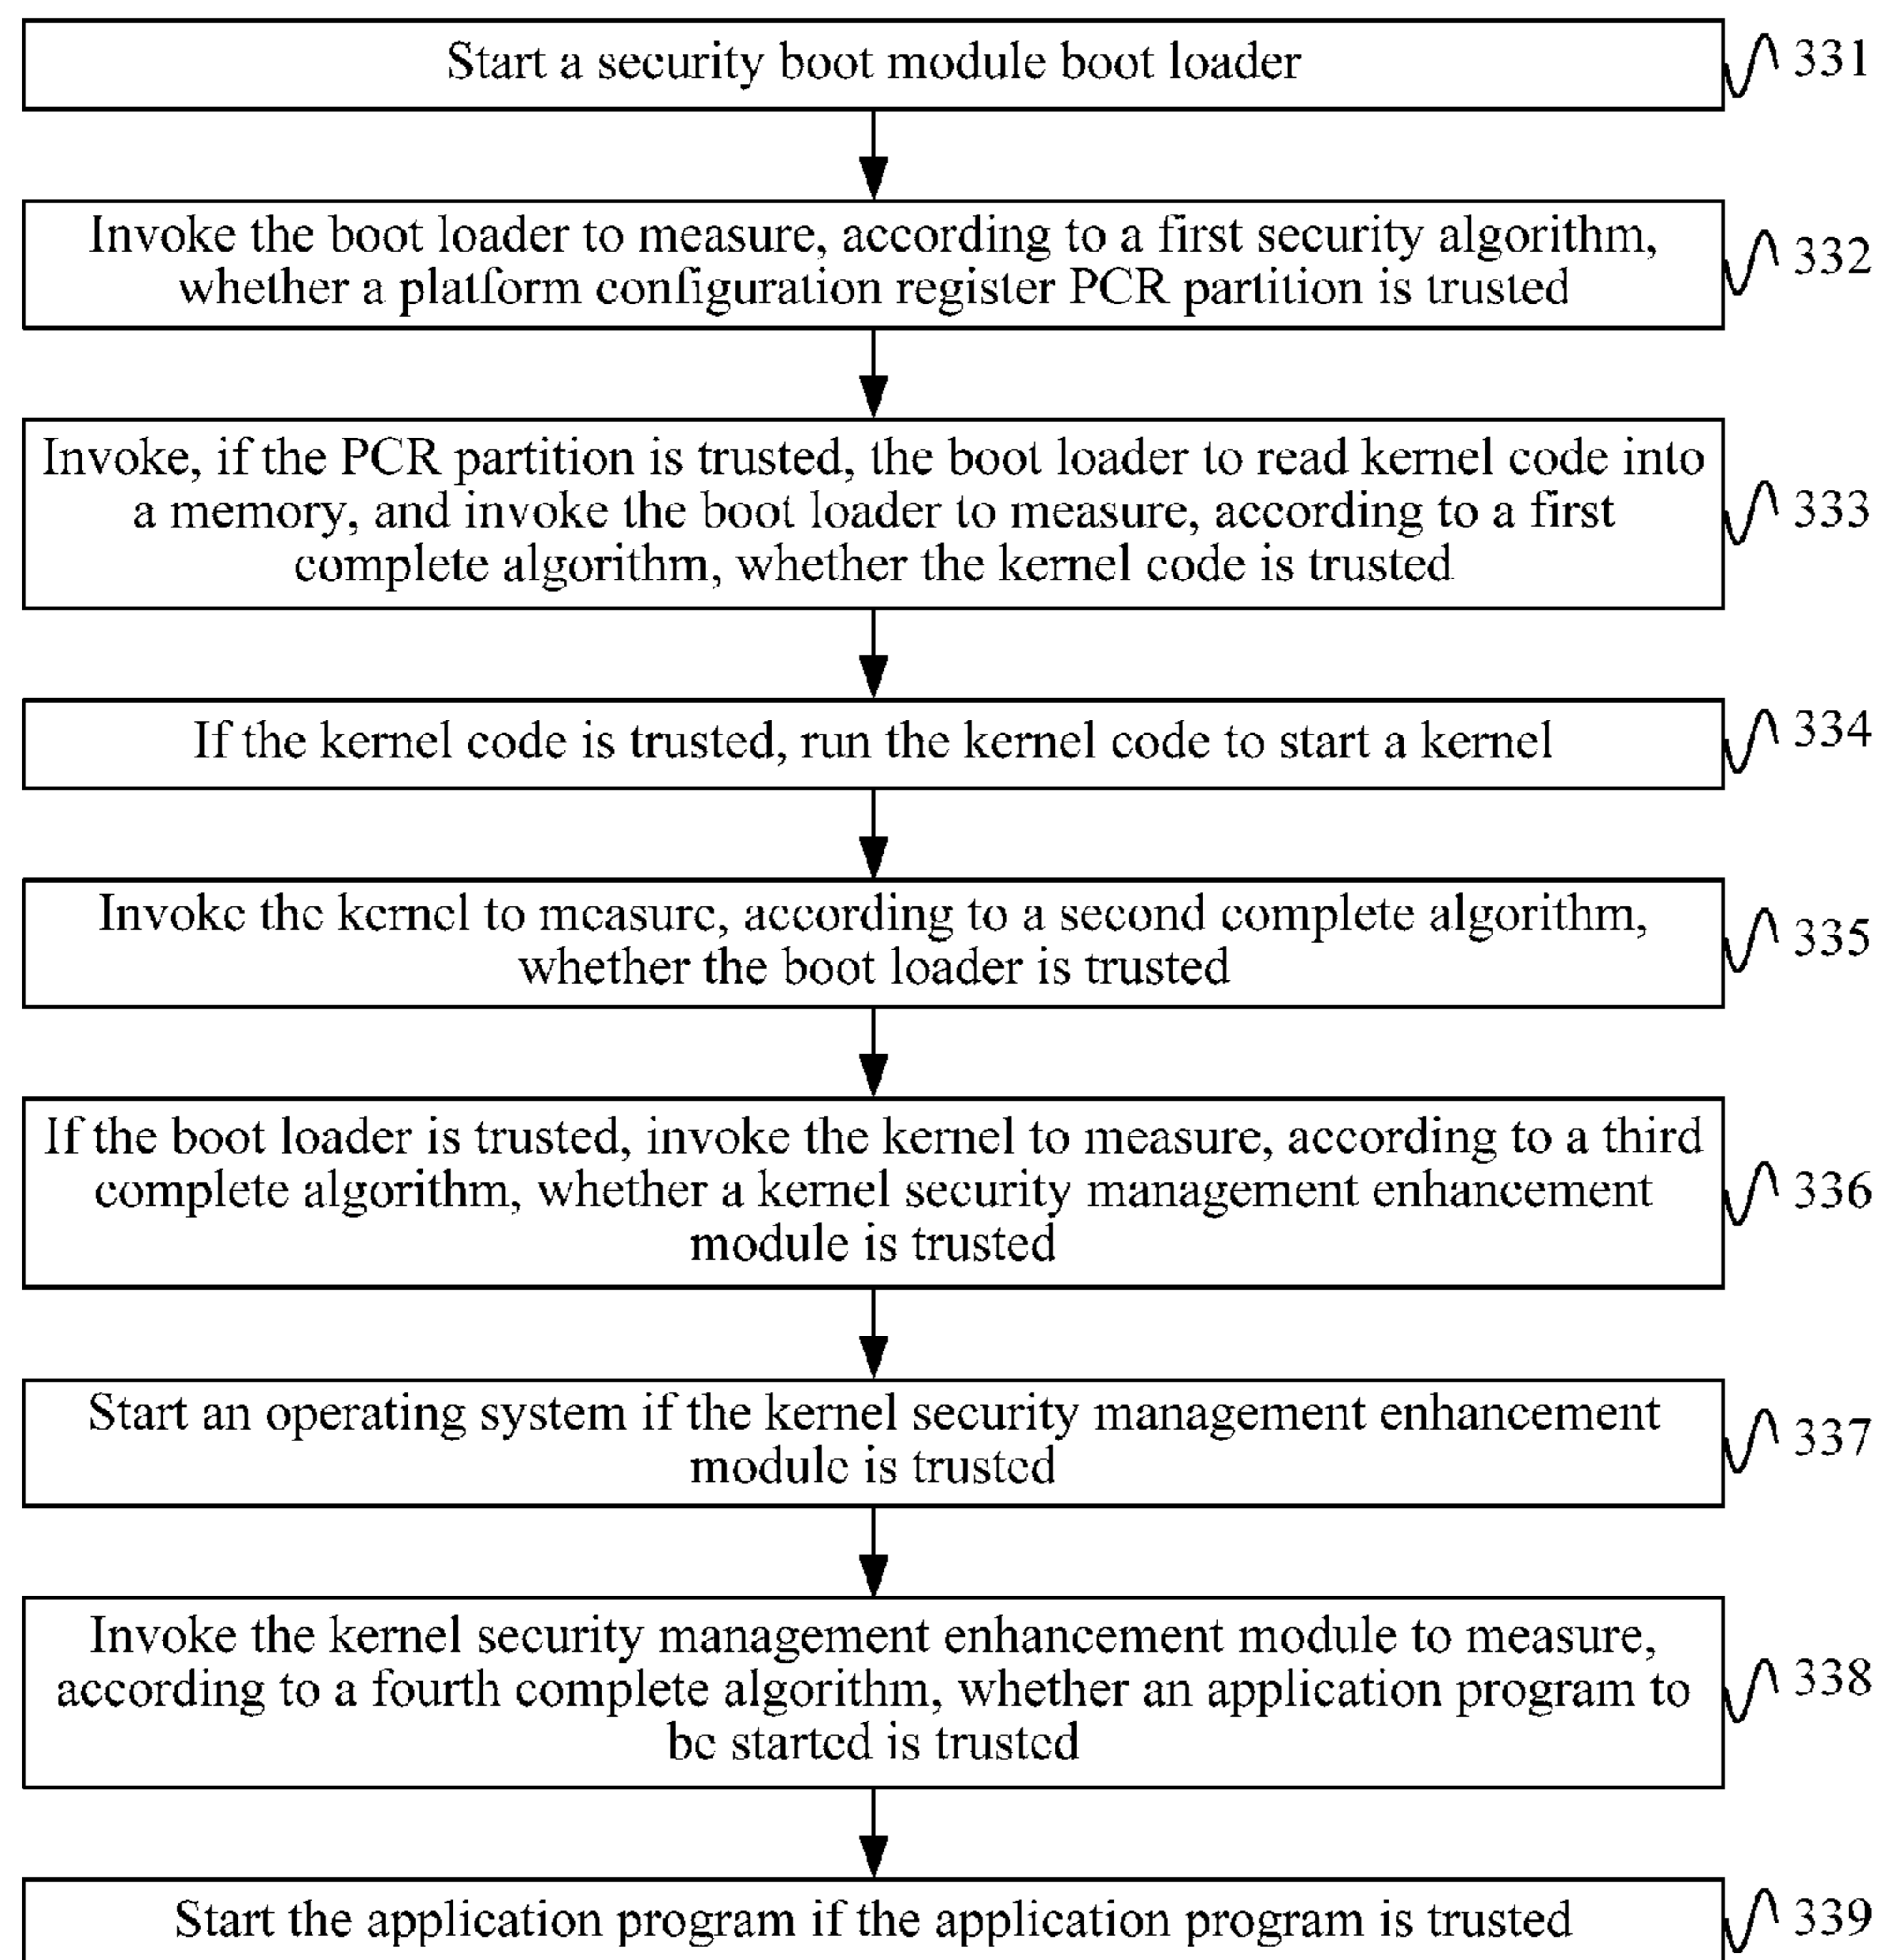 Start a security boot module boot loader
331
Invoke the boot loader to measure, according to a first security algorithm,
whether a platform configuration register PCR partition is trusted
332
Invoke, if the PCR partition is trusted, the boot loader to read kernel code into
a memory, and invoke the boot loader to measure, according to a first
complete algorithm, whether the kernel code is trusted
333
If the kernel code is trusted, run the kernel code to start a kernel
334
Invoke the kernel to measure, according to a second complete algorithm,
whether the boot loader is trusted
335
If the boot loader is trusted, invoke the kernel to measure, according to a third
complete algorithm, whether a kernel security management enhancement
module is trusted
336
Start an operating system if the kernel security management enhancement
module is trusted
337
Invoke the kernel security management enhancement module to measure,
according to a fourth complete algorithm, whether an application program to
be started is trusted
338
Start the application program if the application program is trusted
339